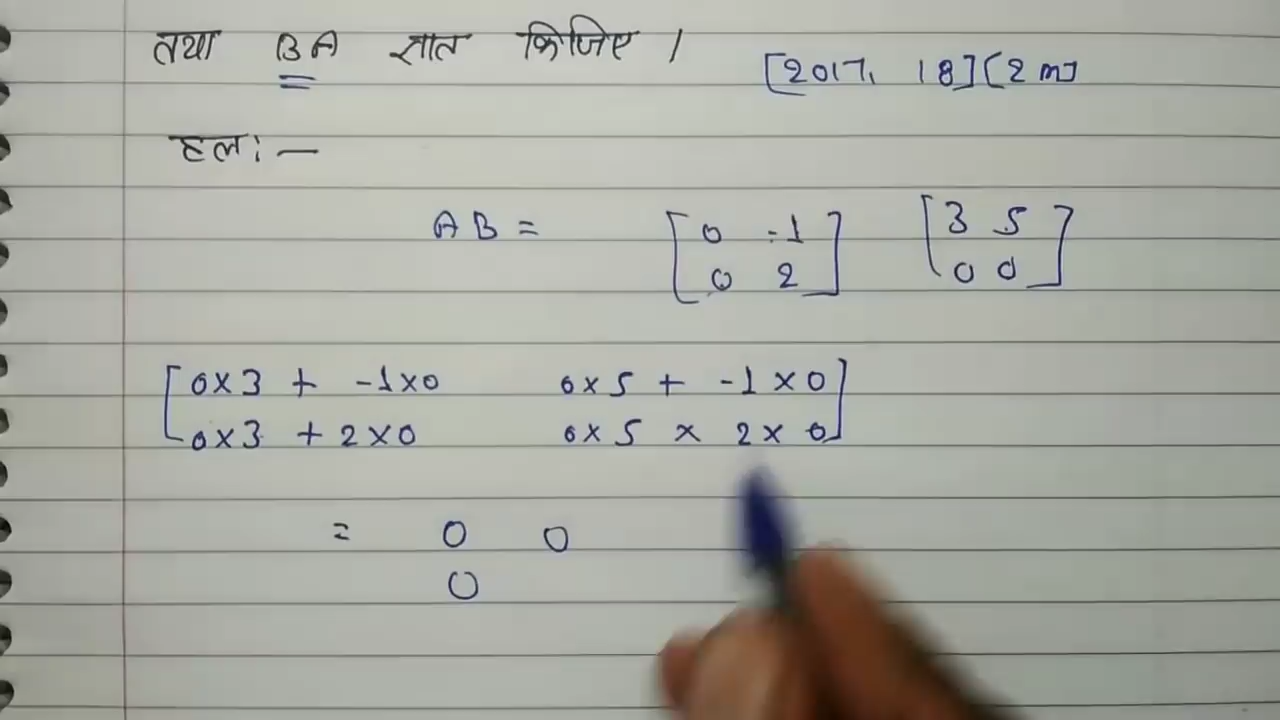 तथा BA ज्ञात किजिए । [2017, 18][2m]
हल: —
AB = [0 -1] [3 5]
[0 2] [0 0]
[0×3 + -1×0 0×5 + -1×0]
[0×3 + 2×0 0×5 × 2×0]
= 0 0
0